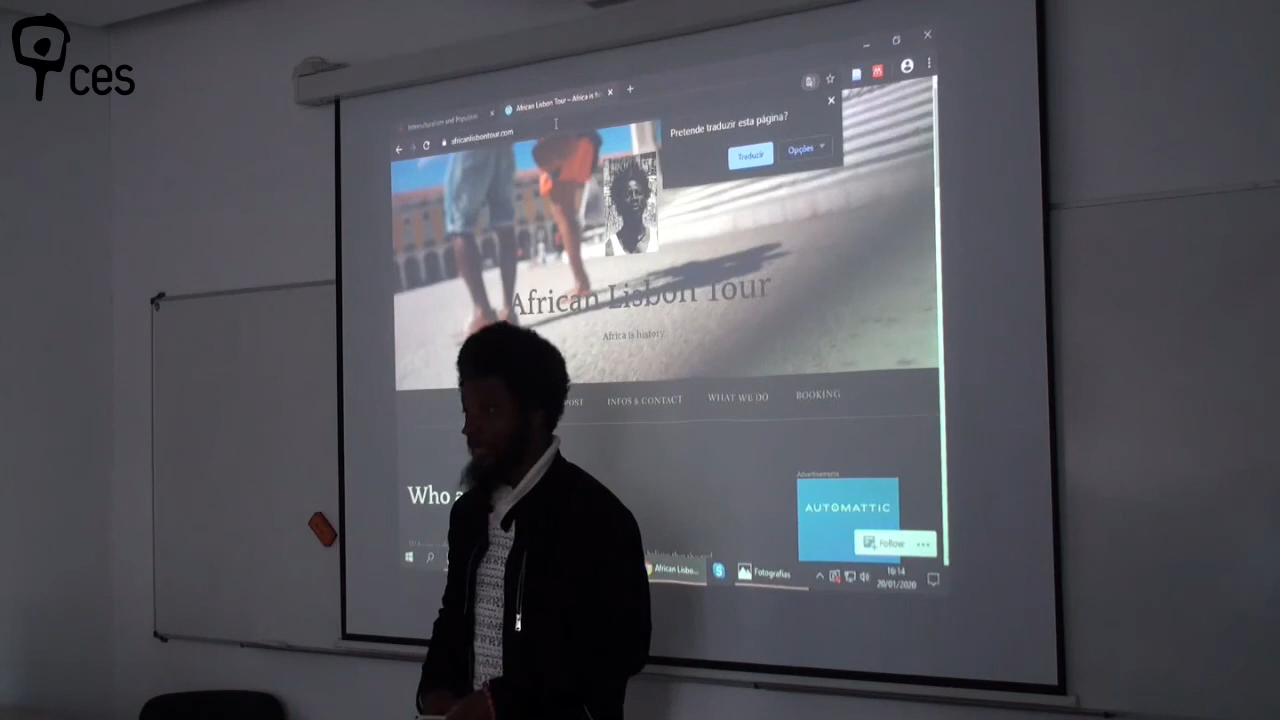 ces
Interculturalism and Populism
African Lisbon Tour – Africa is h
africanlisbontour.com
Pretende traduzir esta página?
Traduzir
Opções
African Lisbon Tour
Africa is history.
POST
INFOS & CONTACT
WHAT WE DO
BOOKING
Who a
Advertisements
AUTOMATTIC
Follow
African Lisbo...
Fotografias
16:14
20/01/2020